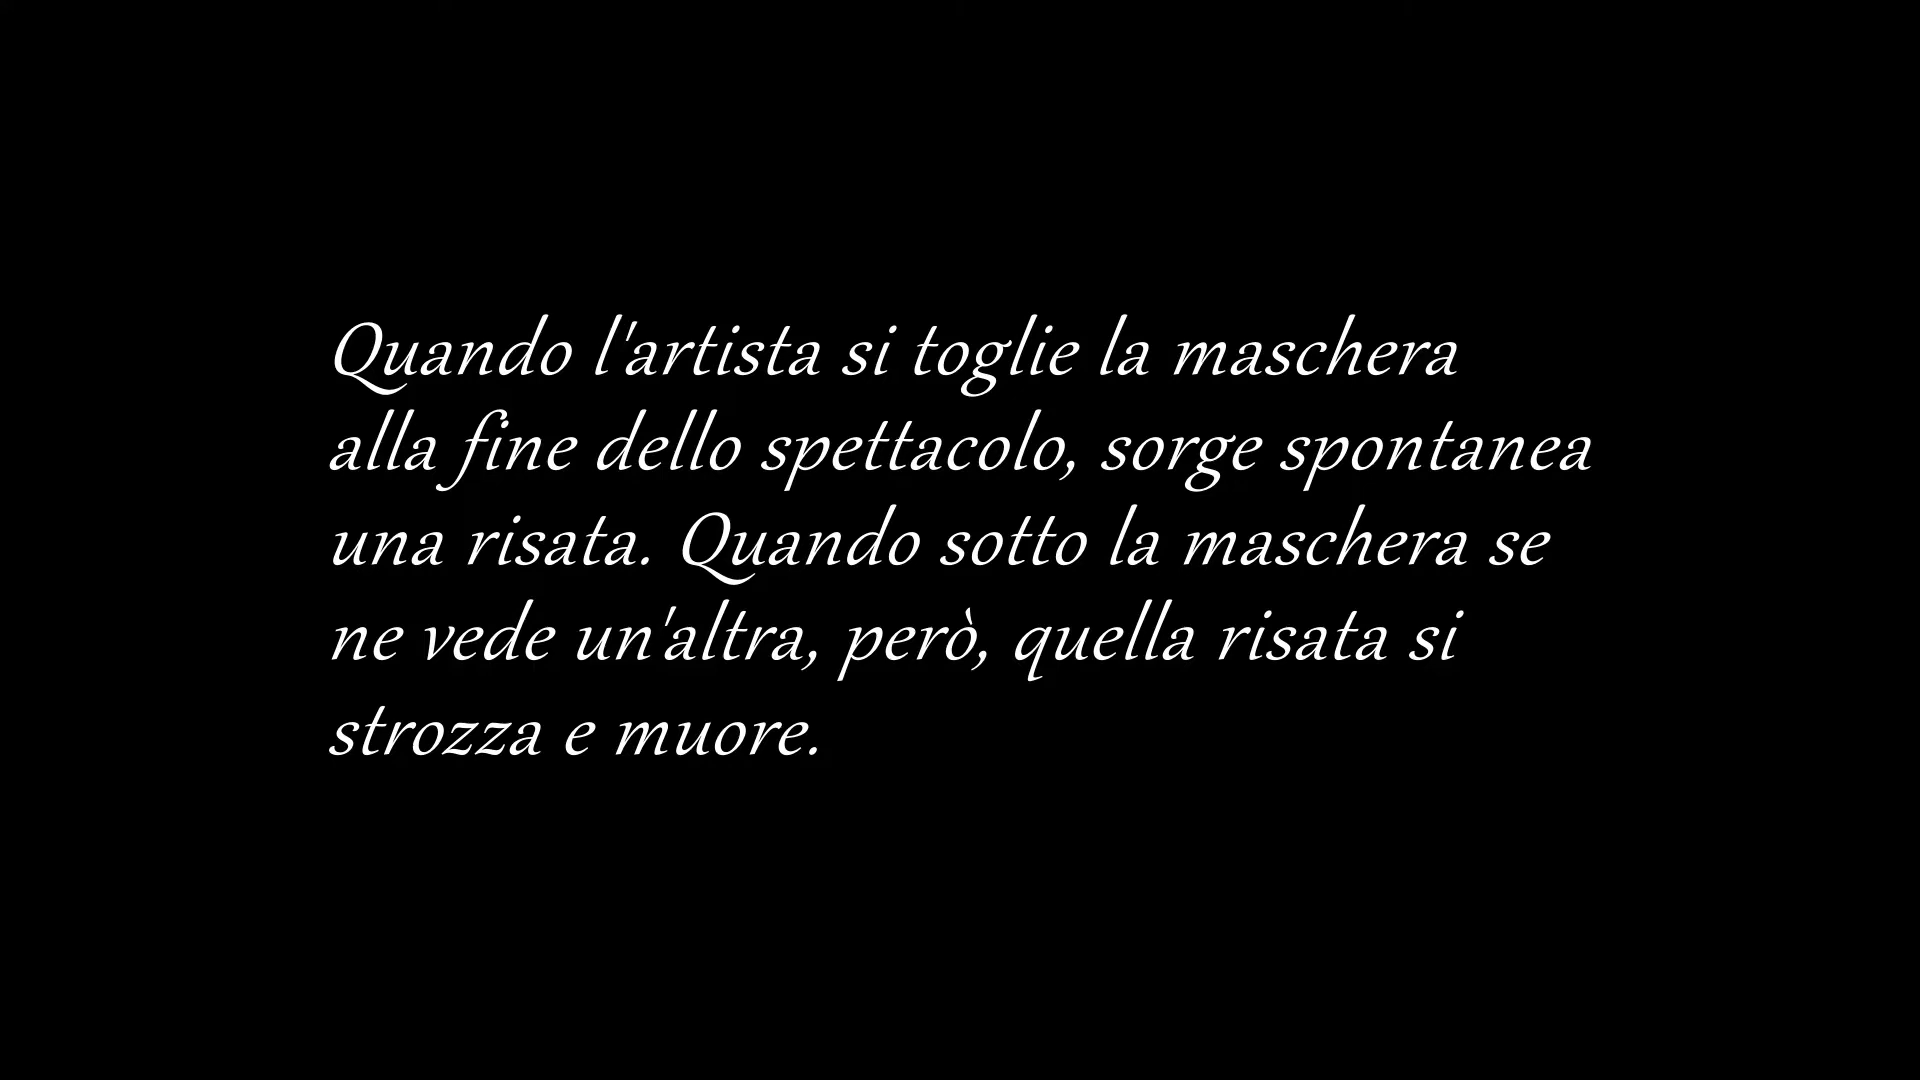 Quando l'artista si toglie la maschera
alla fine dello spettacolo, sorge spontanea
una risata. Quando sotto la maschera se
ne vede un'altra, però, quella risata si
strozza e muore.